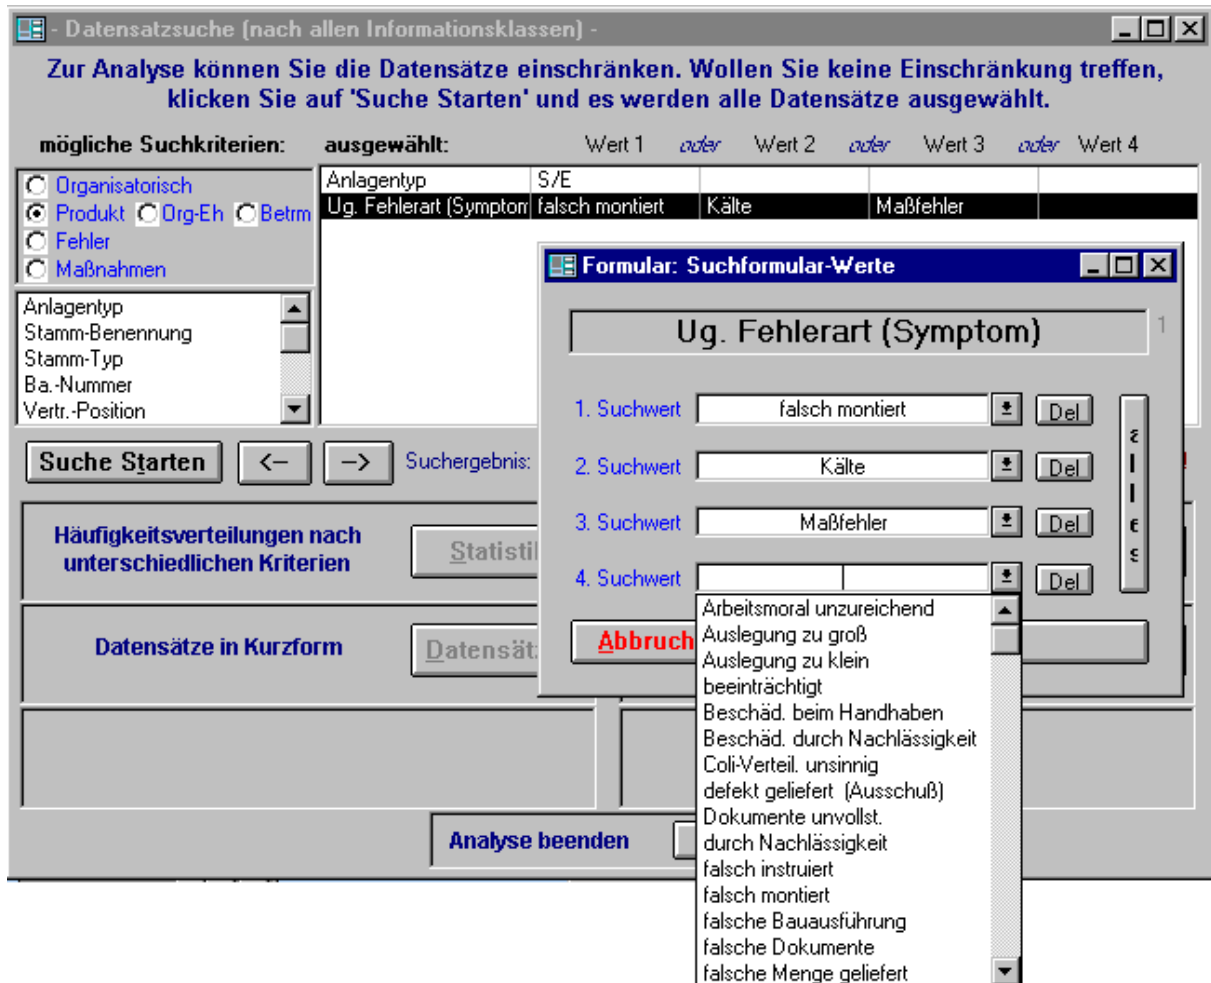 - Datensatzsuche (nach allen Informationsklassen) -
Zur Analyse können Sie die Datensätze einschränken. Wollen Sie keine Einschränkung treffen,
klicken Sie auf 'Suche Starten' und es werden alle Datensätze ausgewählt.
mögliche Suchkriterien: ausgewählt: Wert 1 oder Wert 2 oder Wert 3 oder Wert 4
Organisatorisch
Produkt Org-Eh Betrm
Fehler
Maßnahmen
Anlagentyp S/E
Ug. Fehlerart (Symptom falsch montiert Kälte Maßfehler
Anlagentyp
Stamm-Benennung
Stamm-Typ
Ba.-Nummer
Vertr.-Position
Suche Starten <-- --> Suchergebnis:
Häufigkeitsverteilungen nach
unterschiedlichen Kriterien
Statisti
Datensätze in Kurzform
Datensät
Analyse beenden
Formular: Suchformular-Werte
Ug. Fehlerart (Symptom)
1
1. Suchwert falsch montiert Del
2. Suchwert Kälte Del
3. Suchwert Maßfehler Del
4. Suchwert Del
alles
Abbruch
Arbeitsmoral unzureichend
Auslegung zu groß
Auslegung zu klein
beeinträchtigt
Beschäd. beim Handhaben
Beschäd. durch Nachlässigkeit
Coli-Verteil. unsinnig
defekt geliefert (Ausschuß)
Dokumente unvollst.
durch Nachlässigkeit
falsch instruiert
falsch montiert
falsche Bauausführung
falsche Dokumente
falsche Menge geliefert